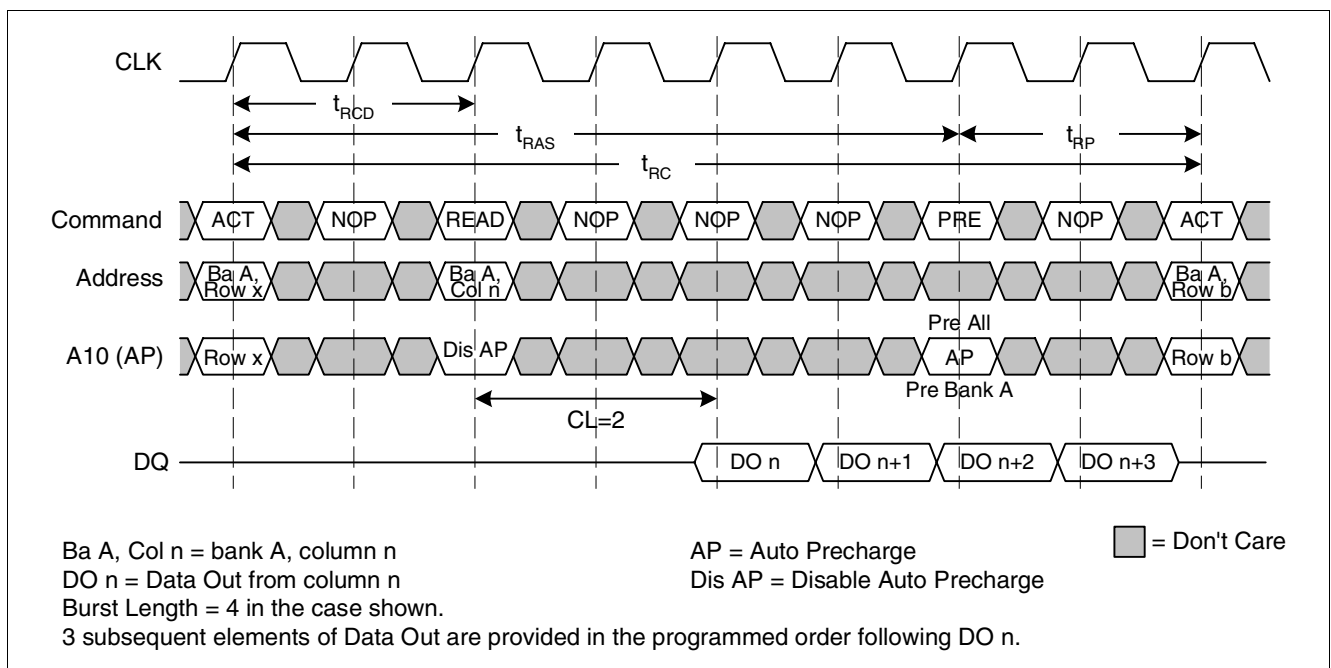 CLK
tRCD
tRAS
tRP
tRC
Command ACT NOP READ NOP NOP NOP PRE NOP ACT
Address Ba A, Row x Ba A, Col n Ba A, Row b
Pre All
A10 (AP) Row x Dis AP AP Row b
Pre Bank A
CL=2
DQ DO n DO n+1 DO n+2 DO n+3
Ba A, Col n = bank A, column n
DO n = Data Out from column n
Burst Length = 4 in the case shown.
3 subsequent elements of Data Out are provided in the programmed order following DO n.
AP = Auto Precharge
Dis AP = Disable Auto Precharge
= Don't Care